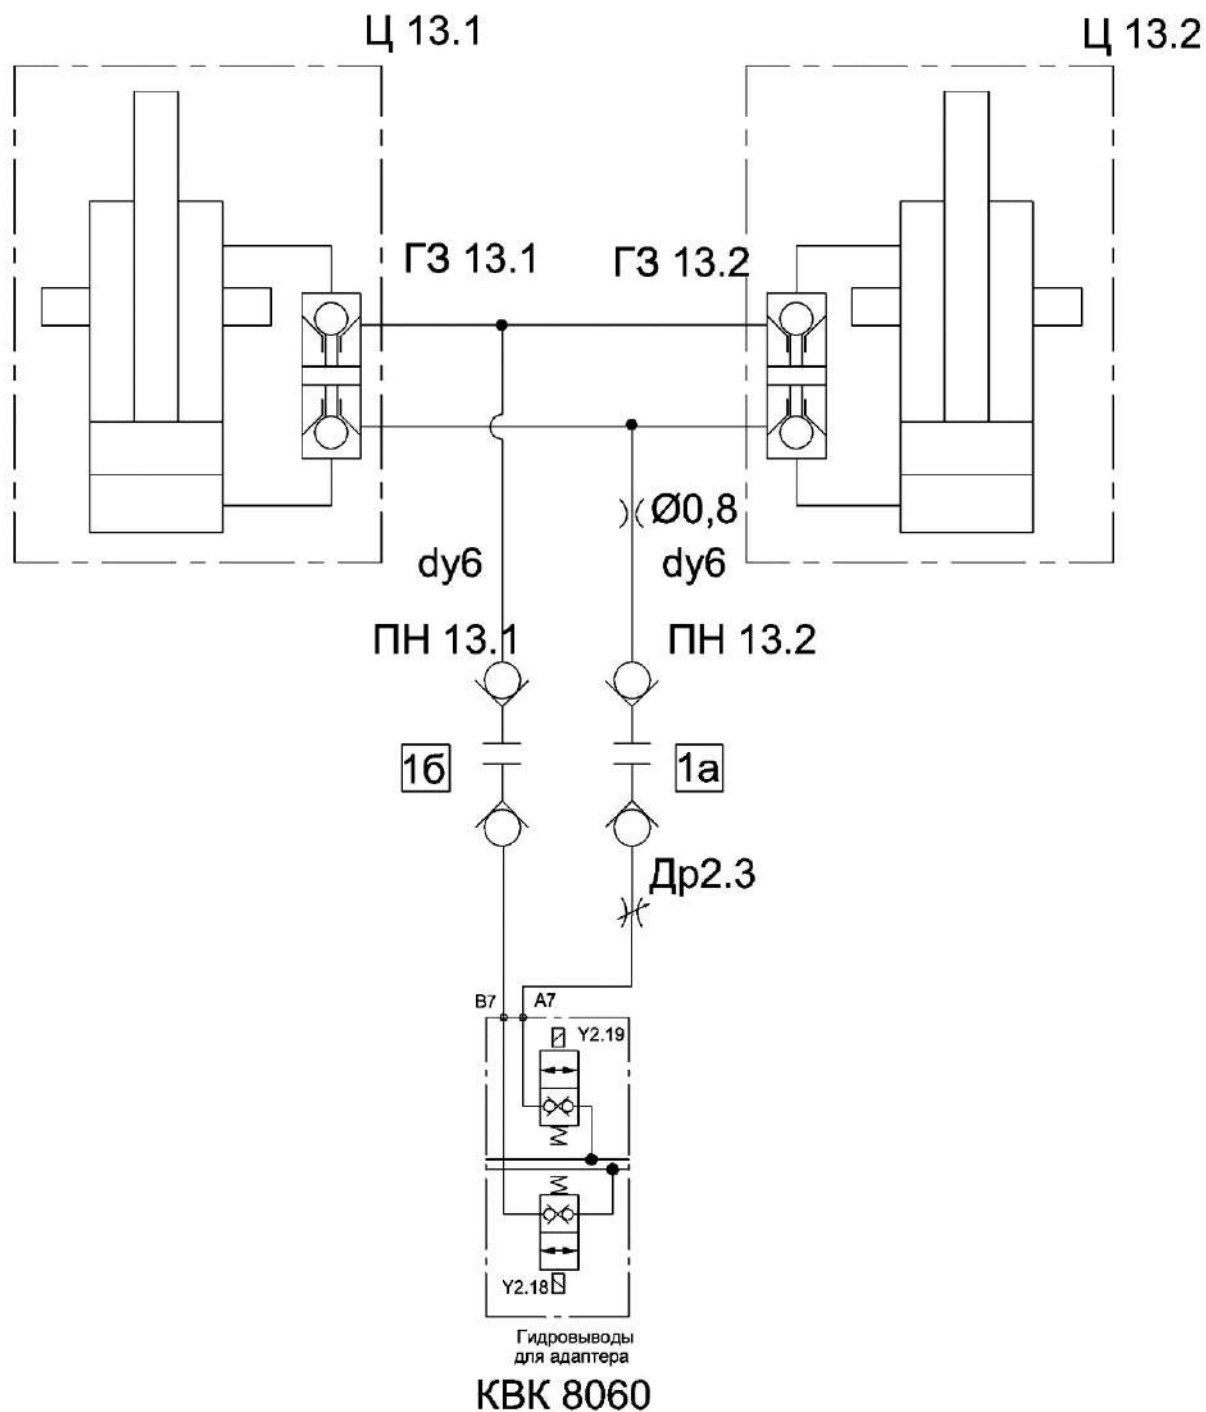 Ц 13.1
Ц 13.2
ГЗ 13.1
ГЗ 13.2
Ø0,8
dy6
dy6
ПН 13.1
ПН 13.2
1б
1а
Др2.3
B7
A7
Y2.19
Y2.18
Гидровыводы
для адаптера
КВК 8060